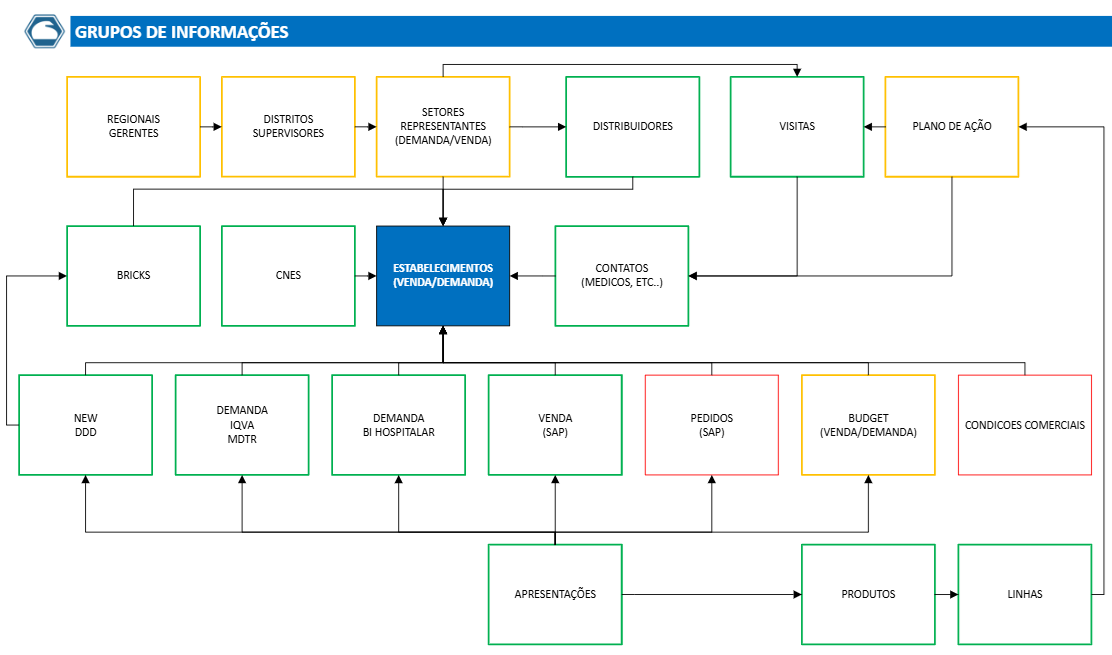 GRUPOS DE INFORMAÇÕES
REGIONAIS
GERENTES
DISTRITOS
SUPERVISORES
SETORES
REPRESENTANTES
(DEMANDA/VENDA)
DISTRIBUIDORES
VISITAS
PLANO DE AÇÃO
BRICKS
CNES
ESTABELECIMENTOS
(VENDA/DEMANDA)
CONTATOS
(MEDICOS, ETC..)
NEW
DDD
DEMANDA
IQVA
MDTR
DEMANDA
BI HOSPITALAR
VENDA
(SAP)
PEDIDOS
(SAP)
BUDGET
(VENDA/DEMANDA)
CONDICOES COMERCIAIS
APRESENTAÇÕES
PRODUTOS
LINHAS